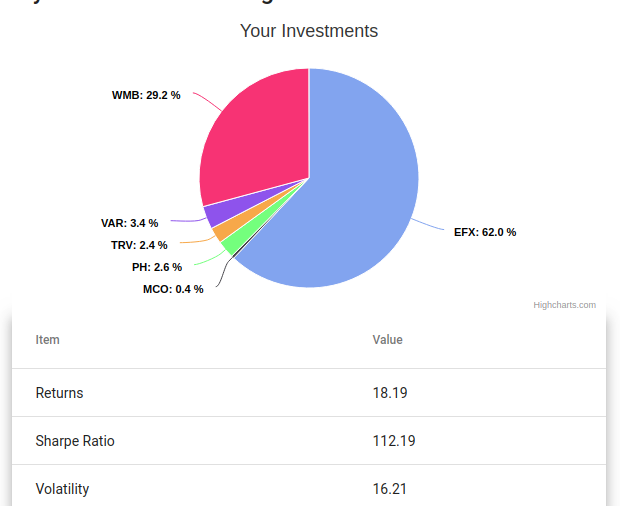 Your Investments
WMB: 29.2 %
VAR: 3.4 %
TRV: 2.4 %
PH: 2.6 %
MCO: 0.4 %
EFX: 62.0 %
Highcharts.com
Item Value
Returns 18.19
Sharpe Ratio 112.19
Volatility 16.21